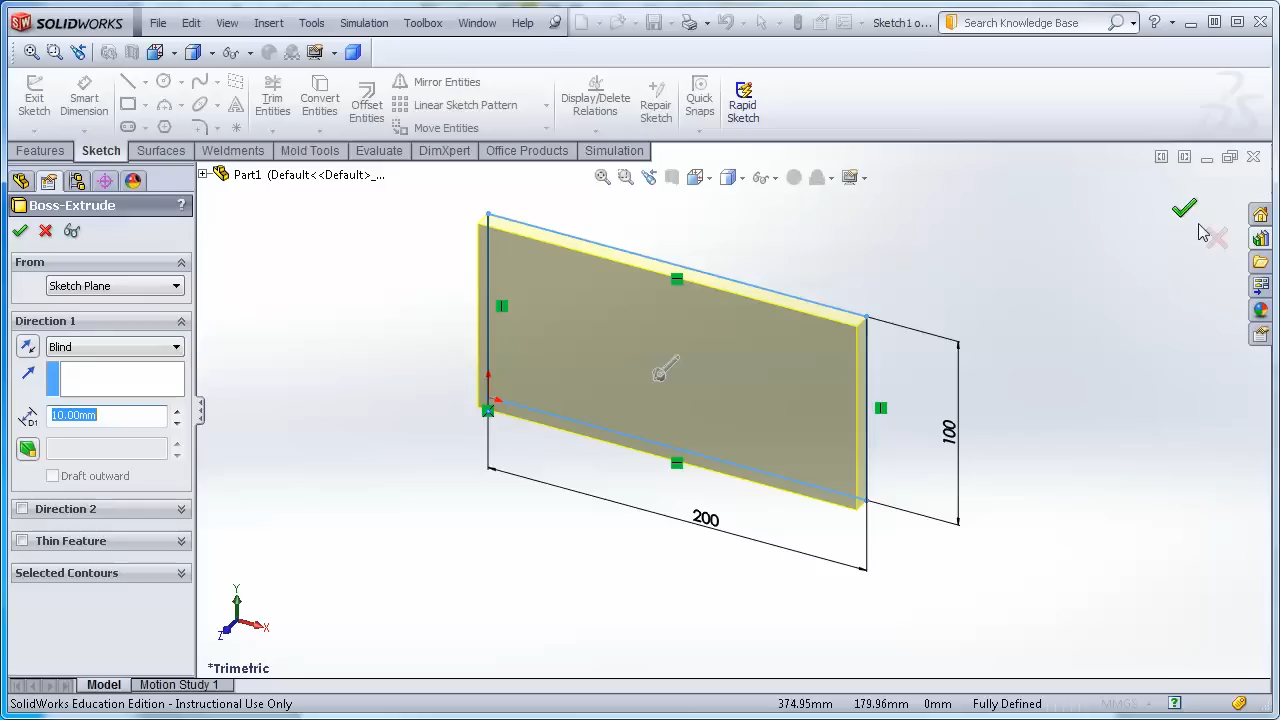 SOLIDWORKS File Edit View Insert Tools Simulation Toolbox Window Help Sketch1 o... Search Knowledge Base ?
Exit Sketch
Smart Dimension
Trim Entities
Convert Entities
Offset Entities
Mirror Entities
Linear Sketch Pattern
Move Entities
Display/Delete Relations
Repair Sketch
Quick Snaps
Rapid Sketch
Features Sketch Surfaces Weldments Mold Tools Evaluate DimXpert Office Products Simulation
Part1 (Default<<Default>_...
Boss-Extrude ?
From
Sketch Plane
Direction 1
Blind
10.00mm
D1
Draft outward
Direction 2
Thin Feature
Selected Contours
100
200
Y
X
Z
*Trimetric
Model Motion Study 1
SolidWorks Education Edition - Instructional Use Only 374.95mm 179.96mm 0mm Fully Defined MMGS ?